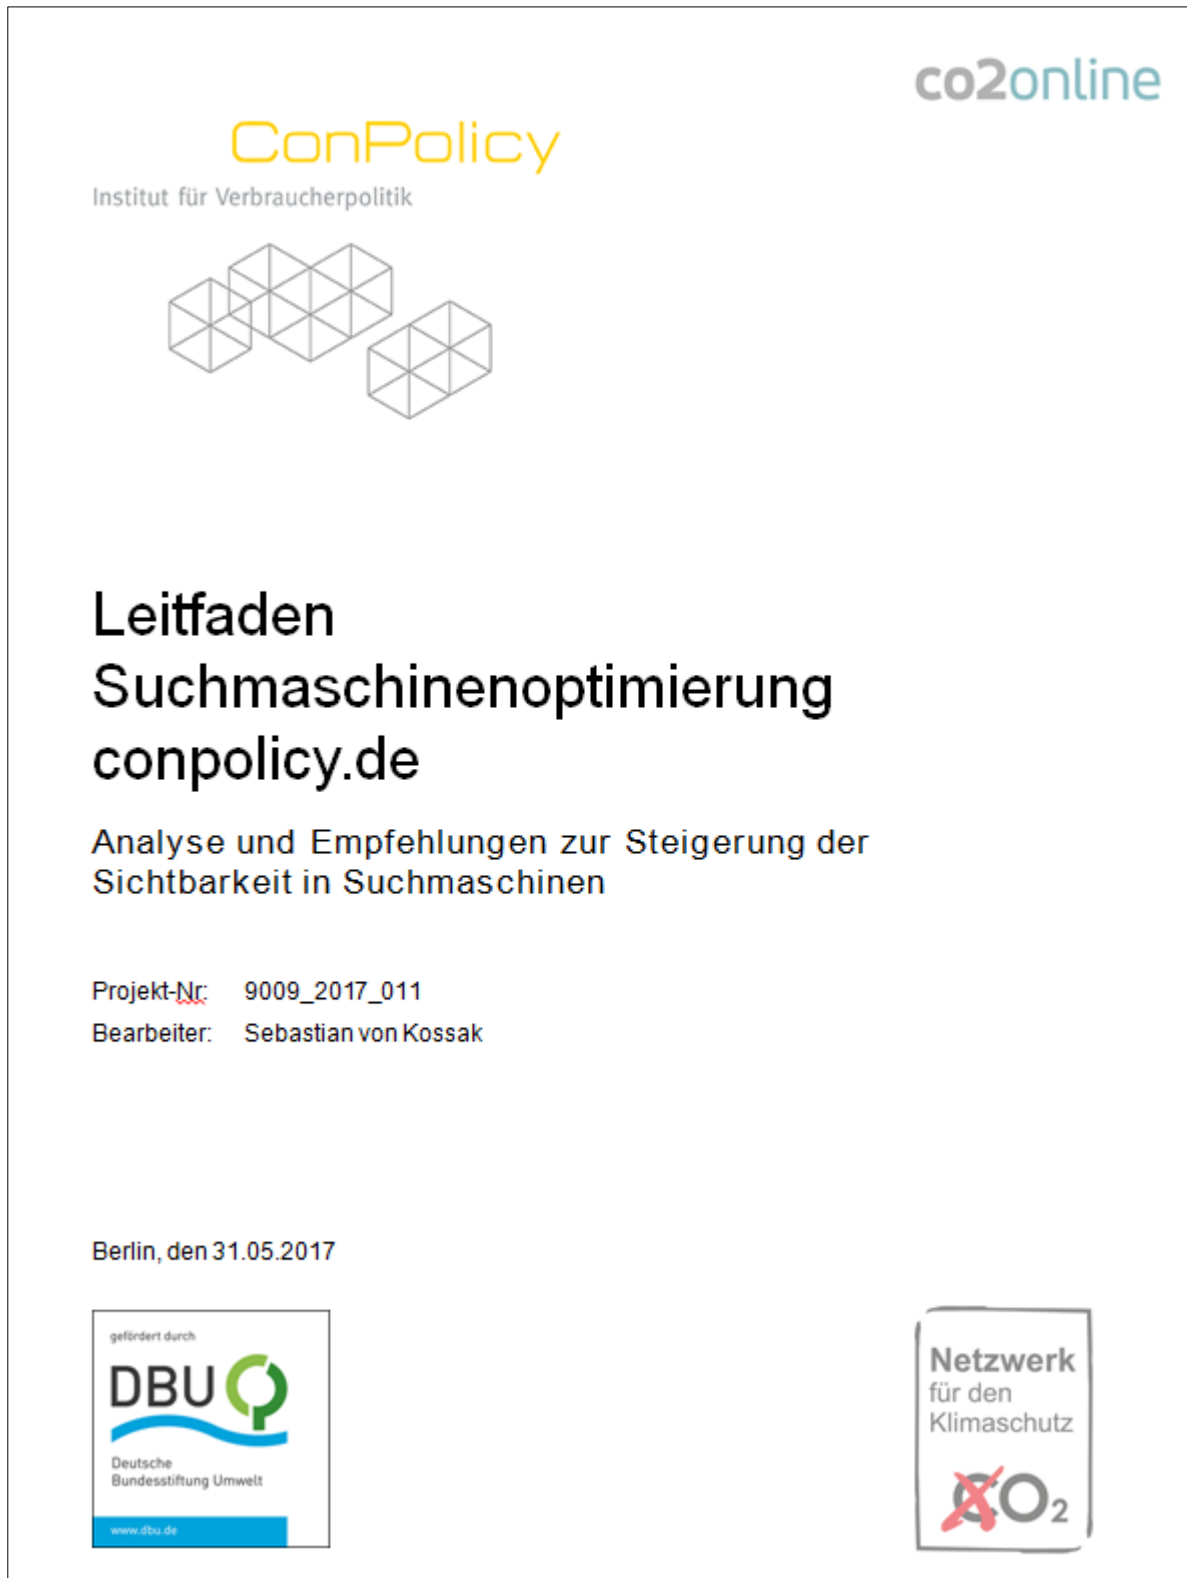 co2online
ConPolicy
Institut für Verbraucherpolitik
Leitfaden
Suchmaschinenoptimierung
conpolicy.de
Analyse und Empfehlungen zur Steigerung der
Sichtbarkeit in Suchmaschinen
Projekt-Nr: 9009_2017_011
Bearbeiter: Sebastian von Kossak
Berlin, den 31.05.2017
gefördert durch
DBU
Deutsche
Bundesstiftung Umwelt
www.dbu.de
Netzwerk
für den
Klimaschutz
CO₂